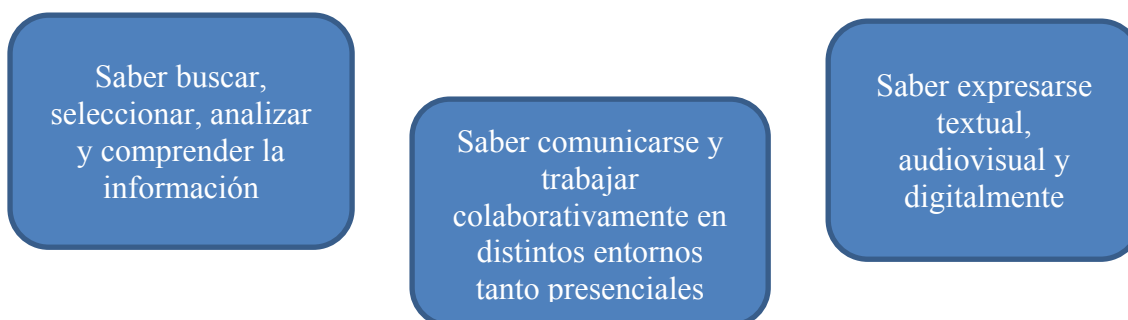 Saber buscar,
seleccionar, analizar
y comprender la
información
Saber comunicarse y
trabajar
colaborativamente en
distintos entornos
tanto presenciales
Saber expresarse
textual,
audiovisual y
digitalmente